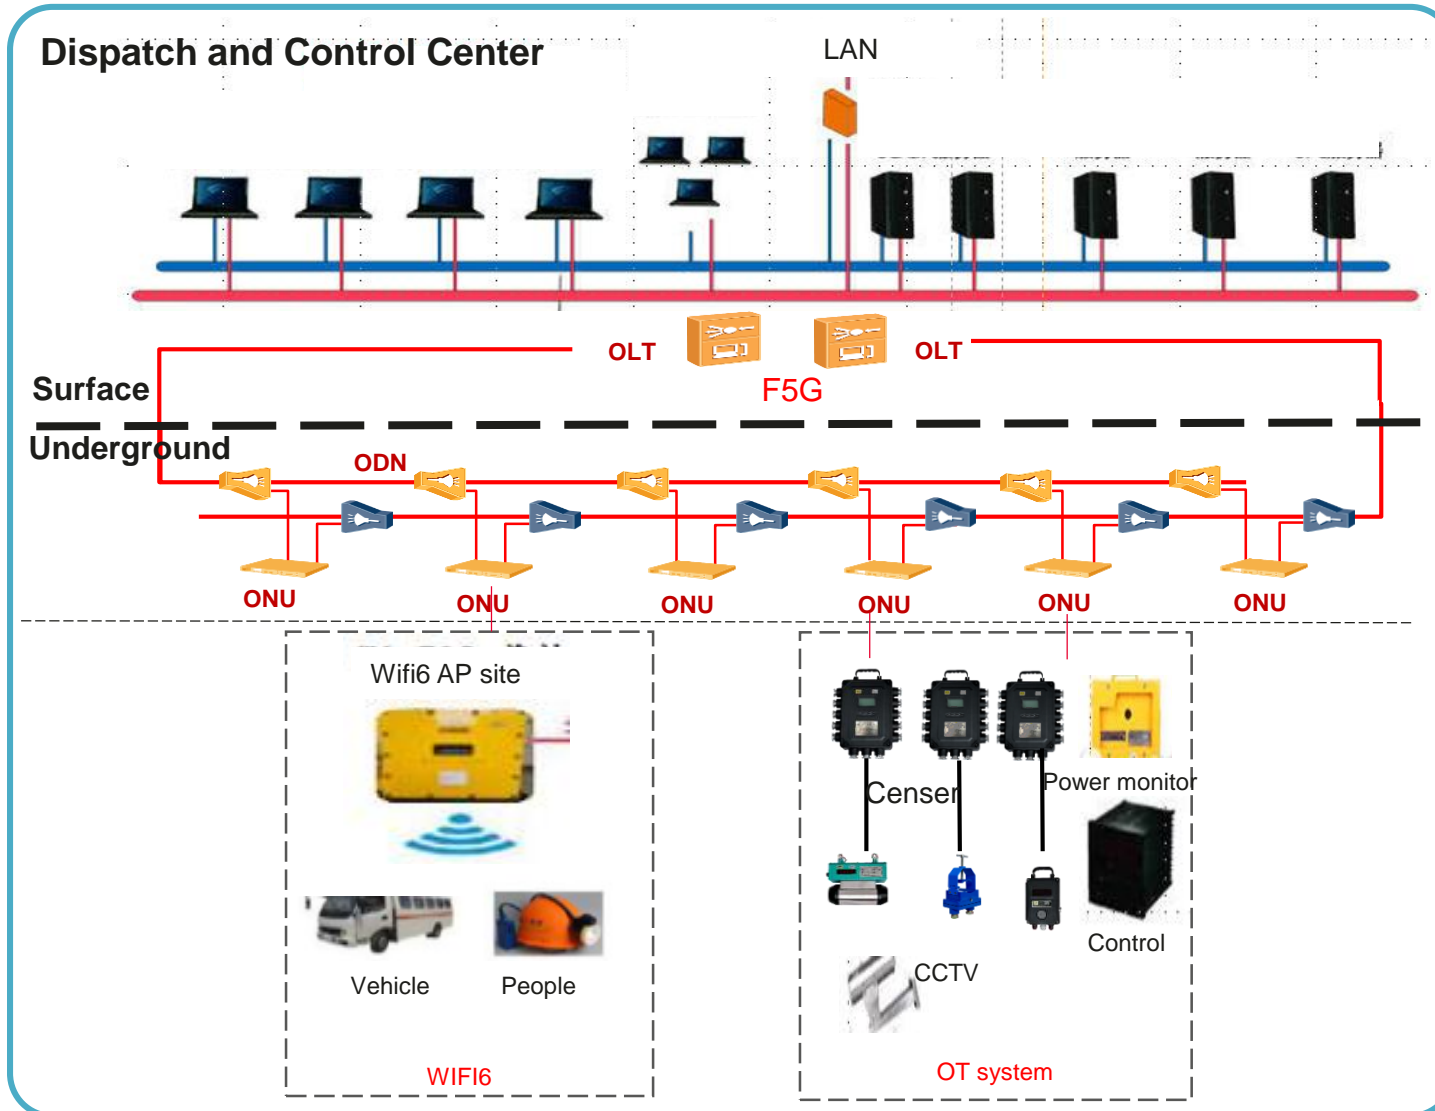 Dispatch and Control Center
LAN
OLT
OLT
F5G
Surface
Underground
ODN
ONU
ONU
ONU
ONU
ONU
ONU
Wifi6 AP site
Censer
Power monitor
Control
CCTV
Vehicle
People
WIFI6
OT system